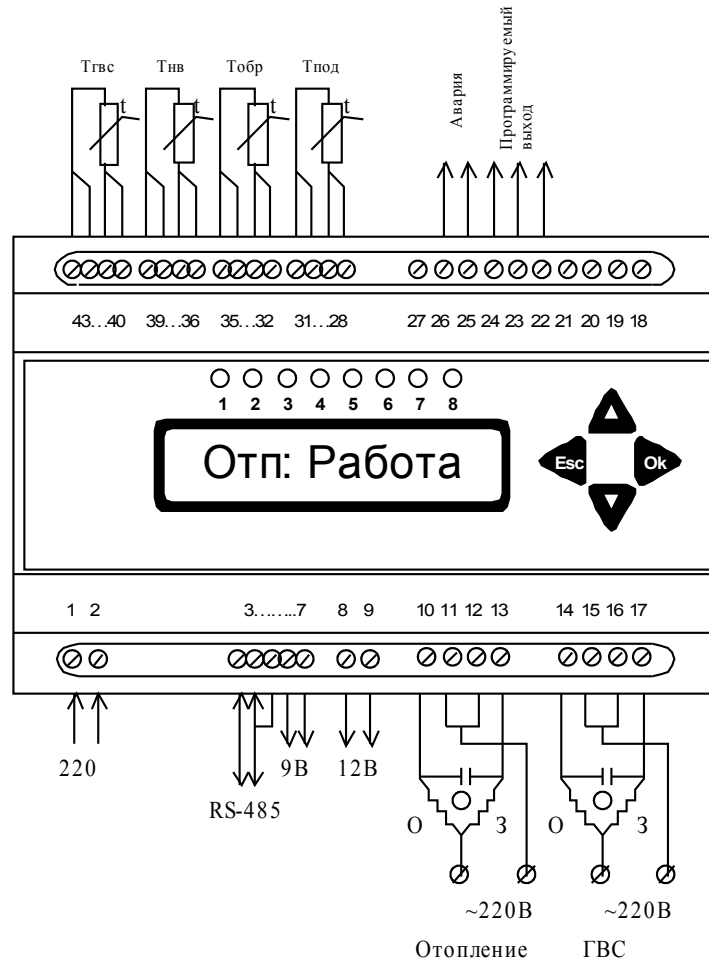 Тгвс Тнв Тобр Тпод
t t t t
Авария
Программируемый
выход
43...40 39...36 35...32 31...28 27 26 25 24 23 22 21 20 19 18
1 2 3 4 5 6 7 8
Отп: Работа
Esc Ok
1 2 3........7 8 9 10 11 12 13 14 15 16 17
220 9В 12В
RS-485
О З О З
~220В ~220В
Отопление ГВС